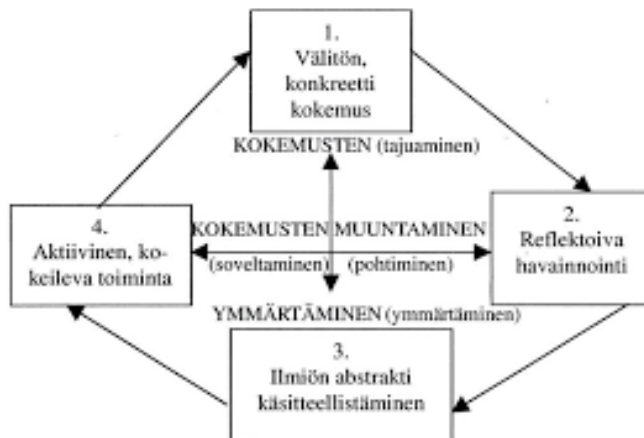 1.
Välitön,
konkreetti
kokemus
KOKEMUSTEN (tajuaminen)
KOKEMUSTEN MUUNTAMINEN
(soveltaminen) (pohtiminen)
4.
Aktiivinen, ko-
keileva toiminta
2.
Reflektoiva
havainnointi
YMMÄRTÄMINEN (ymmärtäminen)
3.
Ilmiön abstrakti
käsitteellistäminen